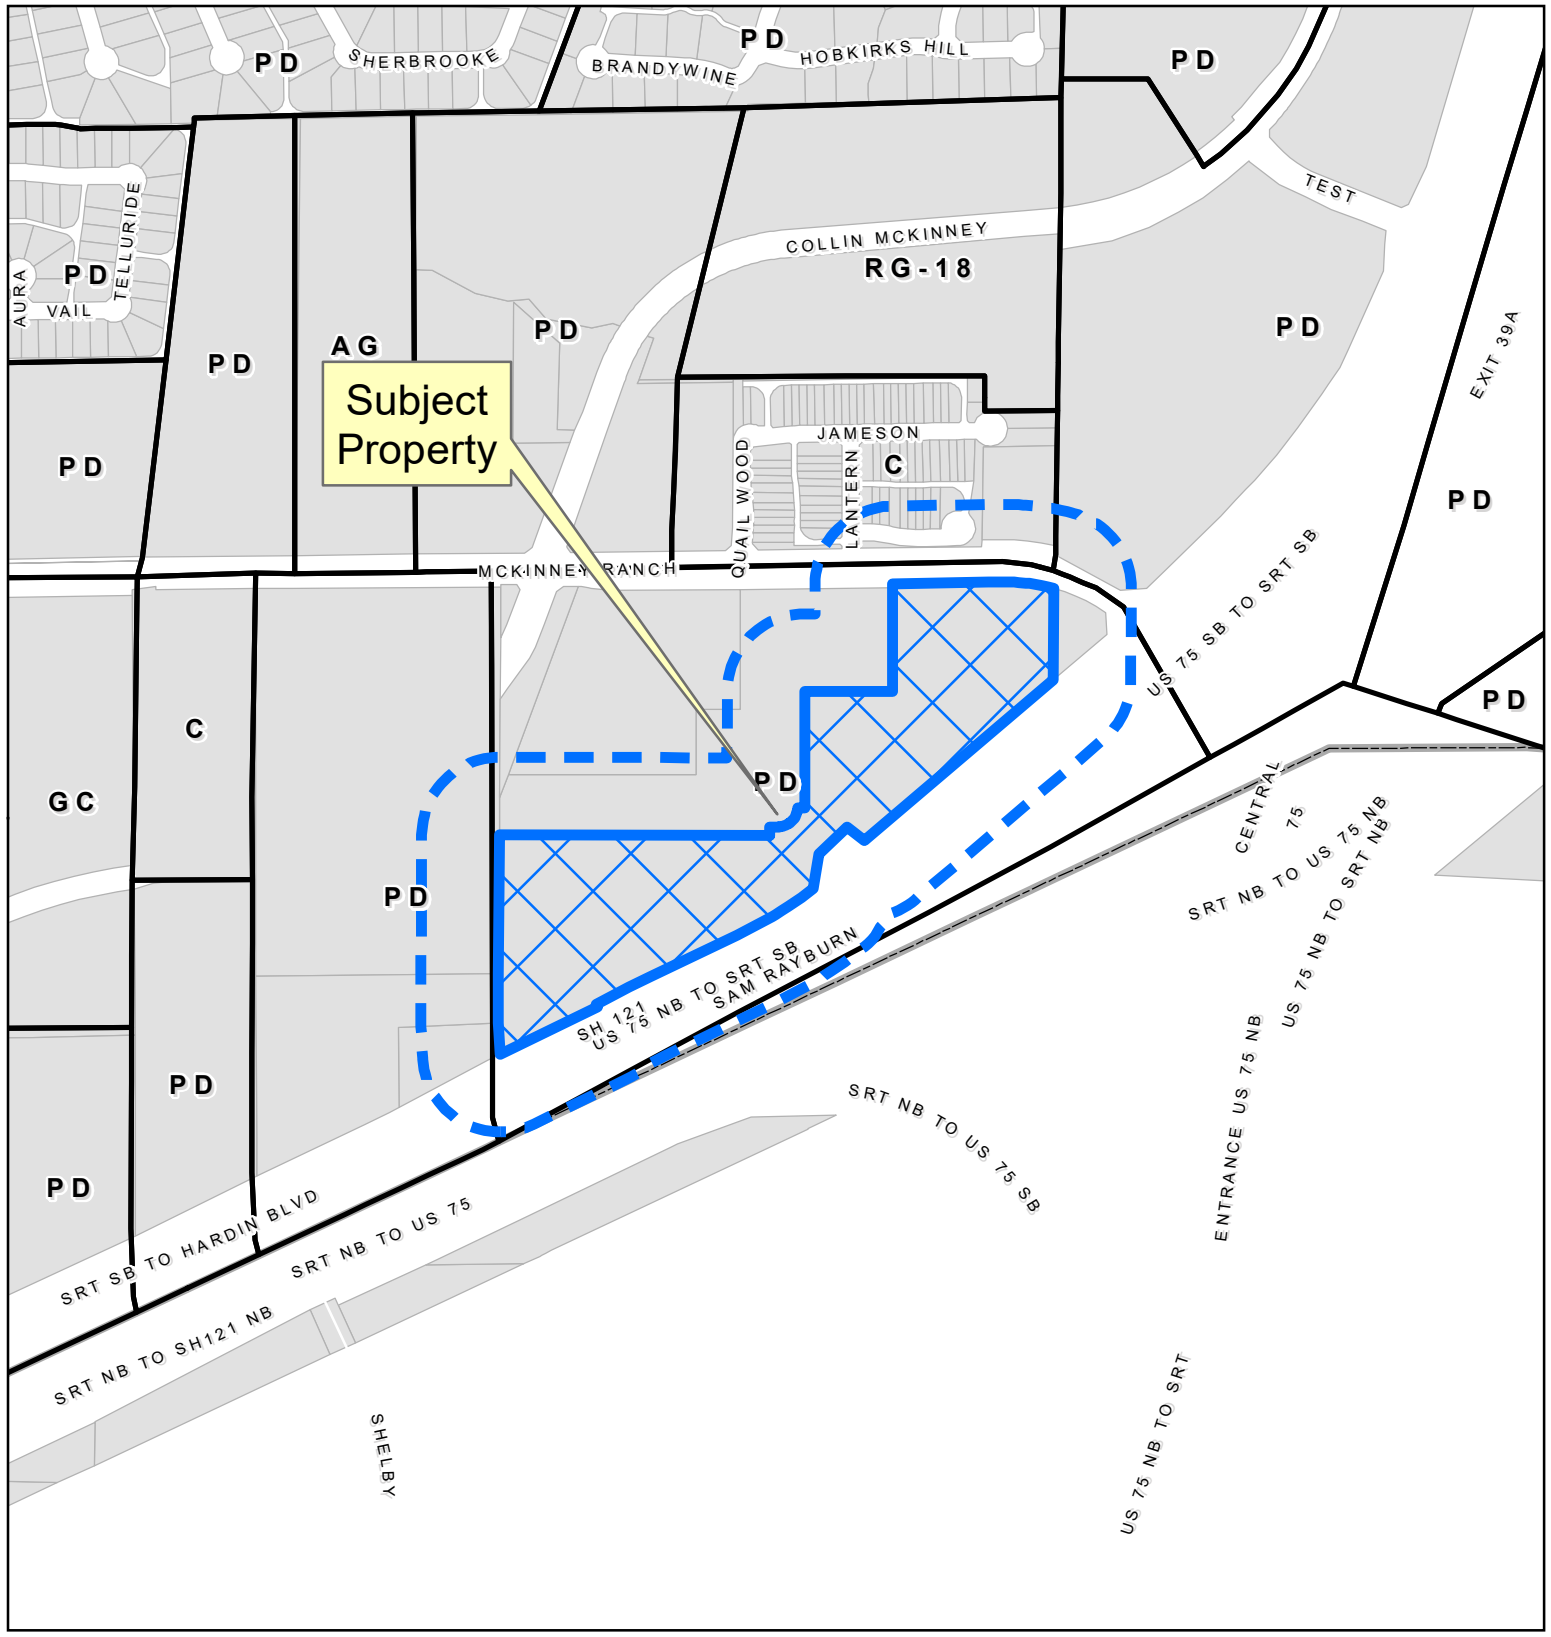 PD
SHERBROOKE
PD
BRANDYWINE
HOBKIRKS HILL
PD
TEST
TELLURIDE
PD
AURA
VAIL
COLLIN MCKINNEY
RG-18
PD
PD
PD
AG
PD
EXIT 39A
Subject
Property
PD
JAMESON
QUAIL WOOD
LANTERN
C
PD
MCKINNEY RANCH
US 75 SB TO SRT SB
C
PD
GC
PD
CENTRAL
75
SRT NB TO US 75 NB
US 75 NB TO SRT NB
PD
SH 121
US 75 NB TO SRT SB
SAM RAYBURN
PD
SRT NB TO US 75 SB
ENTRANCE US 75 NB
PD
SRT SB TO HARDIN BLVD
SRT NB TO US 75
SRT NB TO SH121 NB
SHELBY
US 75 NB TO SRT